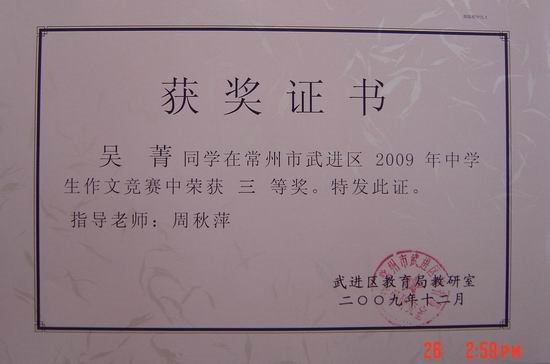 获奖证书
吴菁同学在常州市武进区 2009 年中学
生作文竞赛中荣获 三 等奖。特发此证。
指导老师：周秋萍
武进区教育局教研室
二〇〇九年十二月
26 2:59 PM